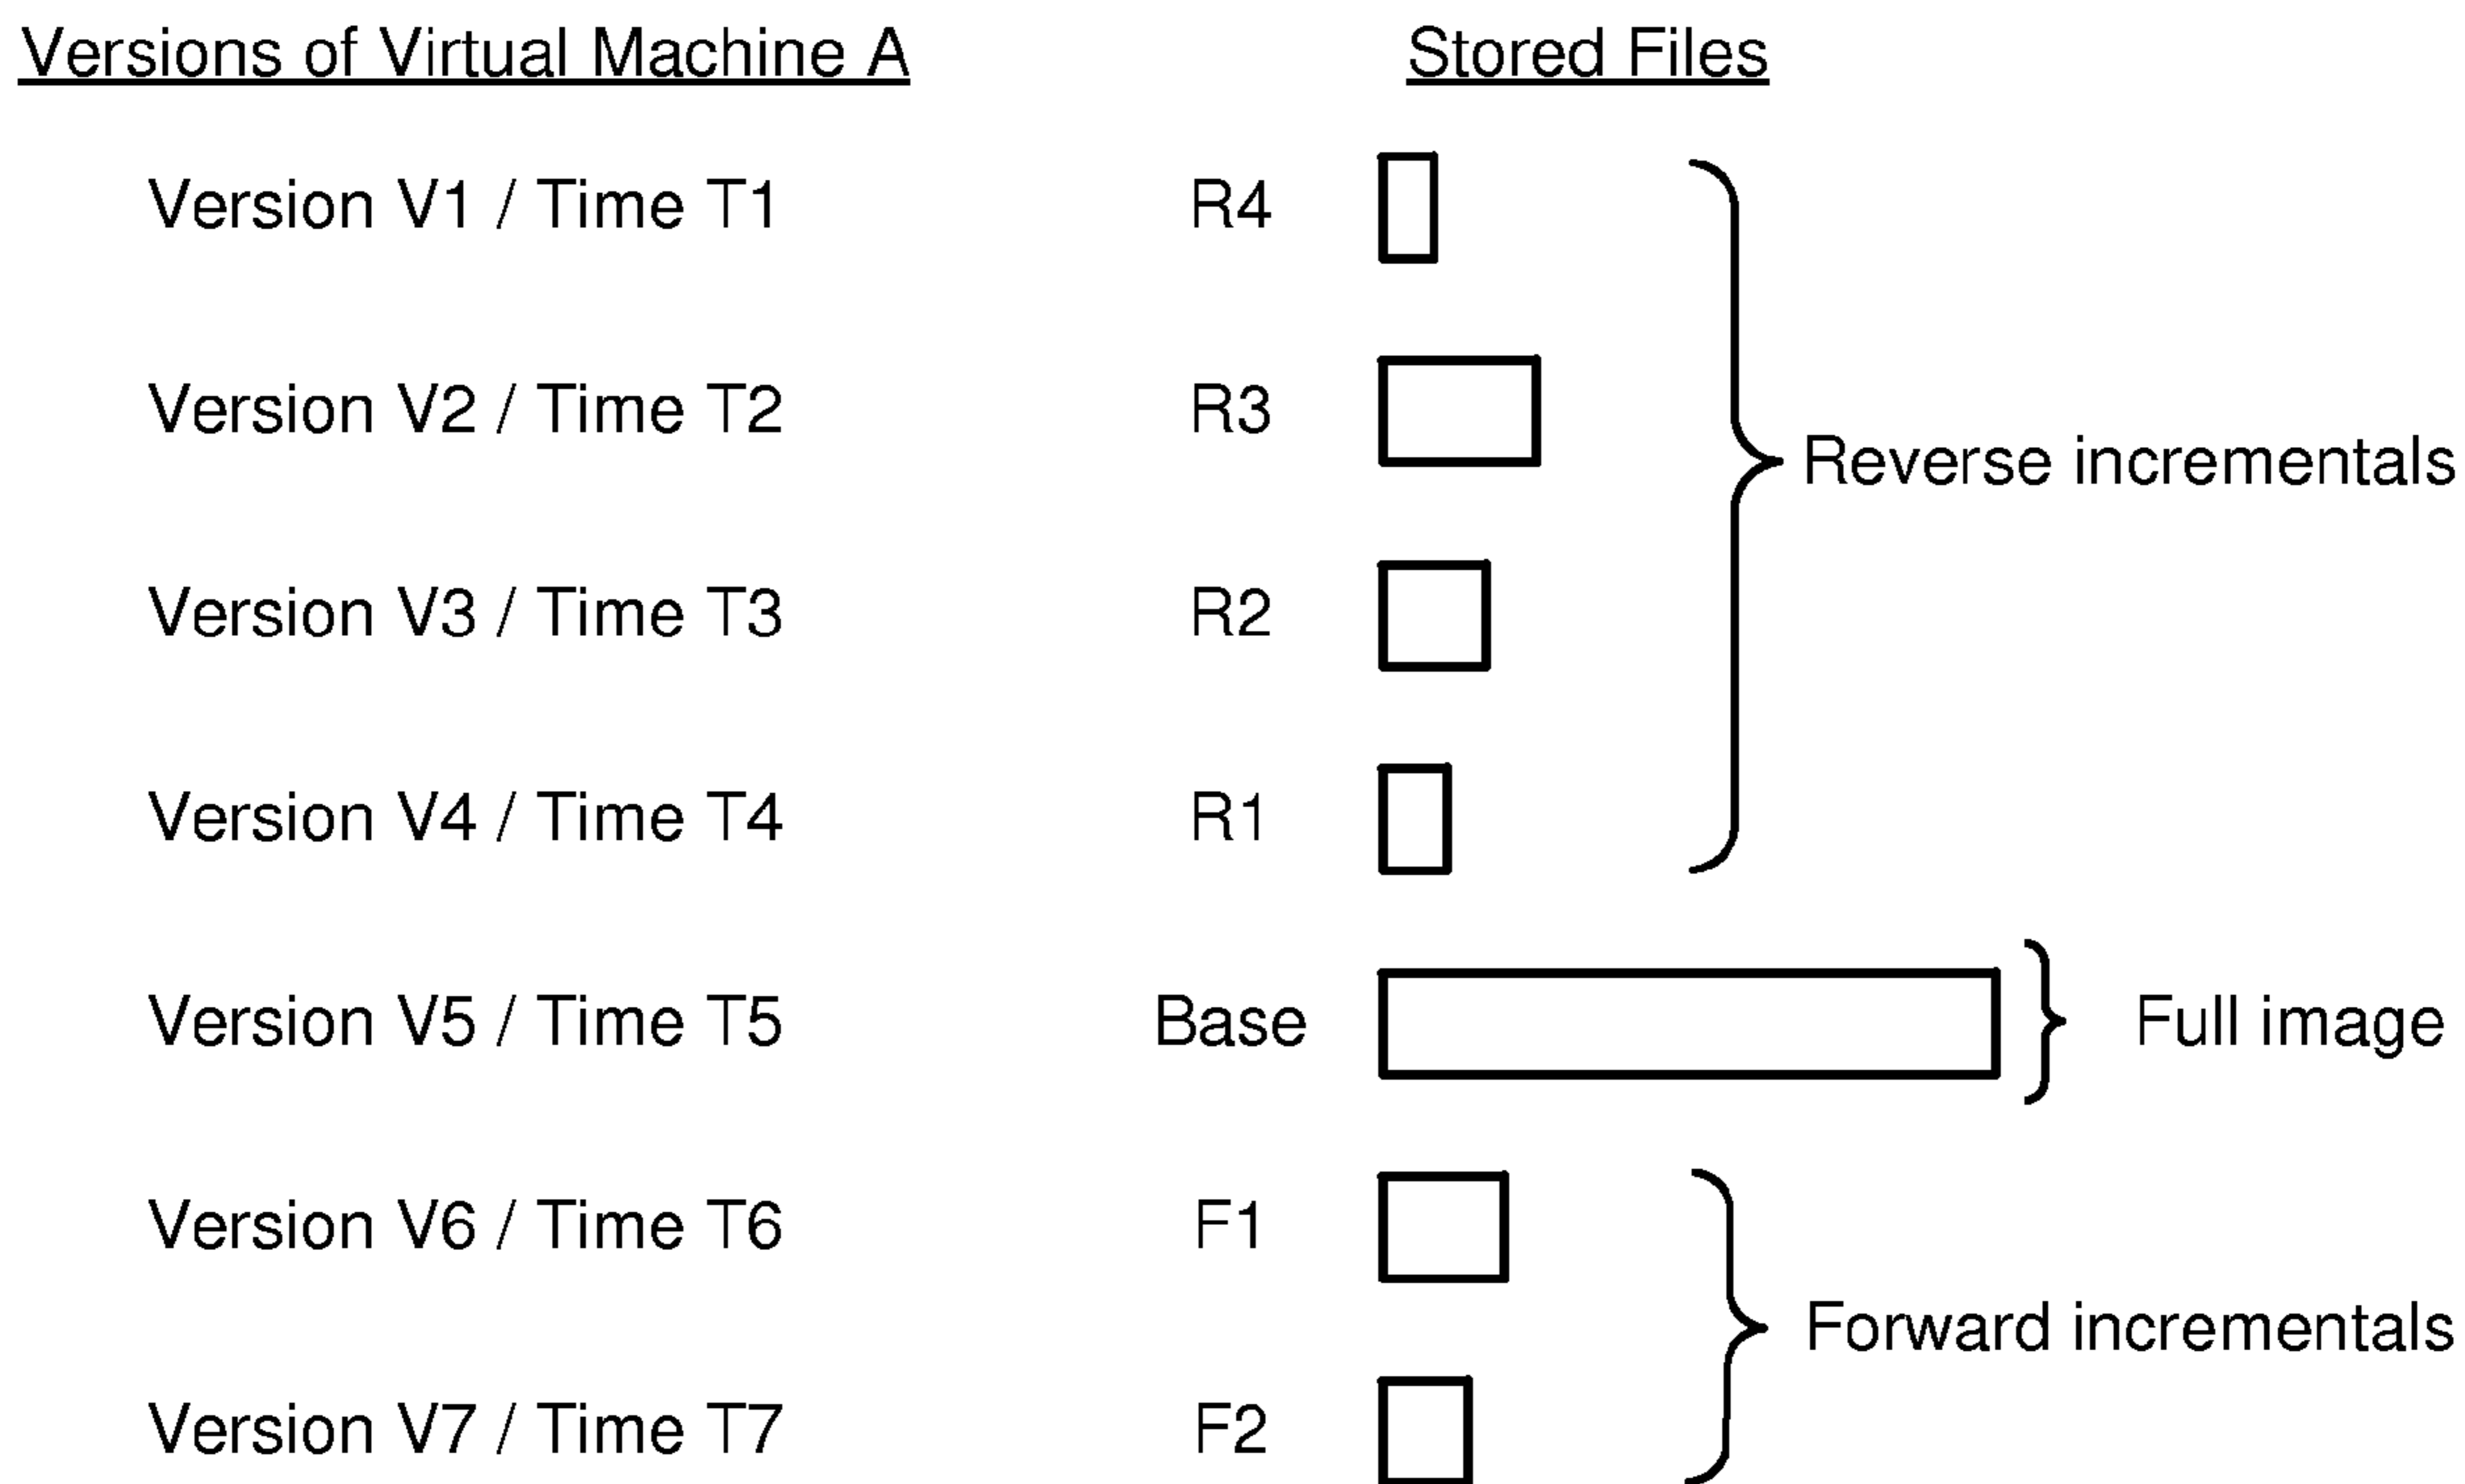 Versions of Virtual Machine A Stored Files
Version V1 / Time T1 R4
Version V2 / Time T2 R3
Reverse incrementals
Version V3 / Time T3 R2
Version V4 / Time T4 R1
Version V5 / Time T5 Base Full image
Version V6 / Time T6 F1
Forward incrementals
Version V7 / Time T7 F2